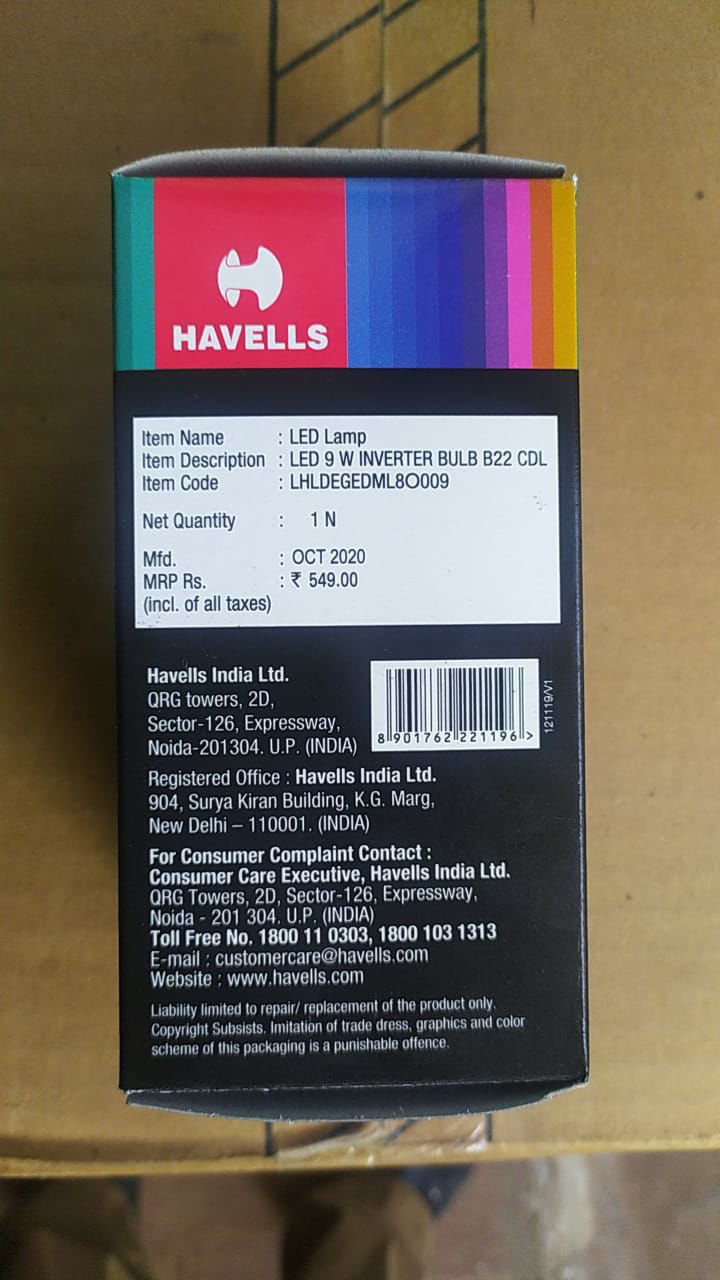 HAVELLS
Item Name : LED Lamp
Item Description : LED 9 W INVERTER BULB B22 CDL
Item Code : LHLDEGEDML8O009
Net Quantity : 1 N
Mfd. : OCT 2020
MRP Rs. : ₹ 549.00
(incl. of all taxes)
Havells India Ltd.
QRG towers, 2D,
Sector-126, Expressway,
Noida-201304. U.P. (INDIA)
8 901762 221196 >
121119/V1
Registered Office : Havells India Ltd.
904, Surya Kiran Building, K.G. Marg,
New Delhi – 110001. (INDIA)
For Consumer Complaint Contact :
Consumer Care Executive, Havells India Ltd.
QRG Towers, 2D, Sector-126, Expressway,
Noida - 201 304. U.P. (INDIA)
Toll Free No. 1800 11 0303, 1800 103 1313
E-mail : customercare@havells.com
Website : www.havells.com
Liability limited to repair/ replacement of the product only.
Copyright Subsists. Imitation of trade dress, graphics and color
scheme of this packaging is a punishable offence.